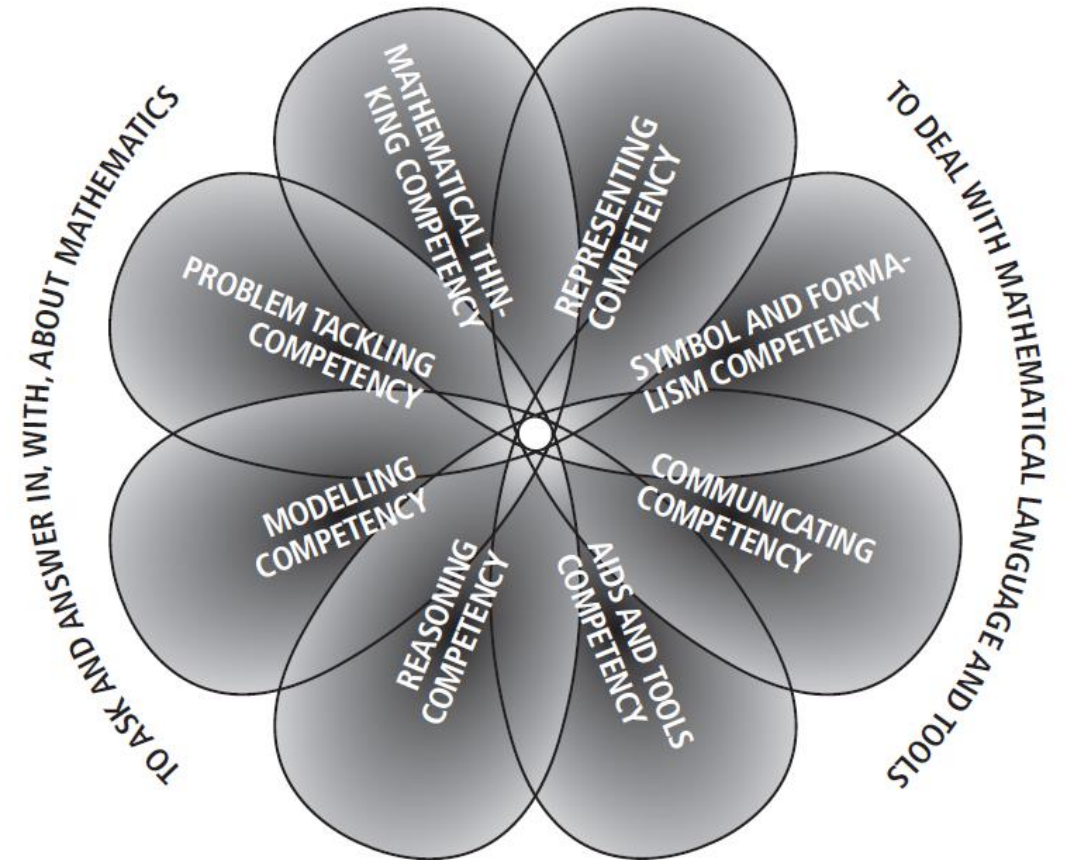 TO ASK AND ANSWER IN, WITH, ABOUT MATHEMATICS
MATHEMATICAL THIN-
KING COMPETENCY
PROBLEM TACKLING
COMPETENCY
MODELLING
COMPETENCY
REASONING
COMPETENCY
REPRESENTING
COMPETENCY
SYMBOL AND FORMA-
LISM COMPETENCY
COMMUNICATING
COMPETENCY
AIDS AND TOOLS
COMPETENCY
TO DEAL WITH MATHEMATICAL LANGUAGE AND TOOLS